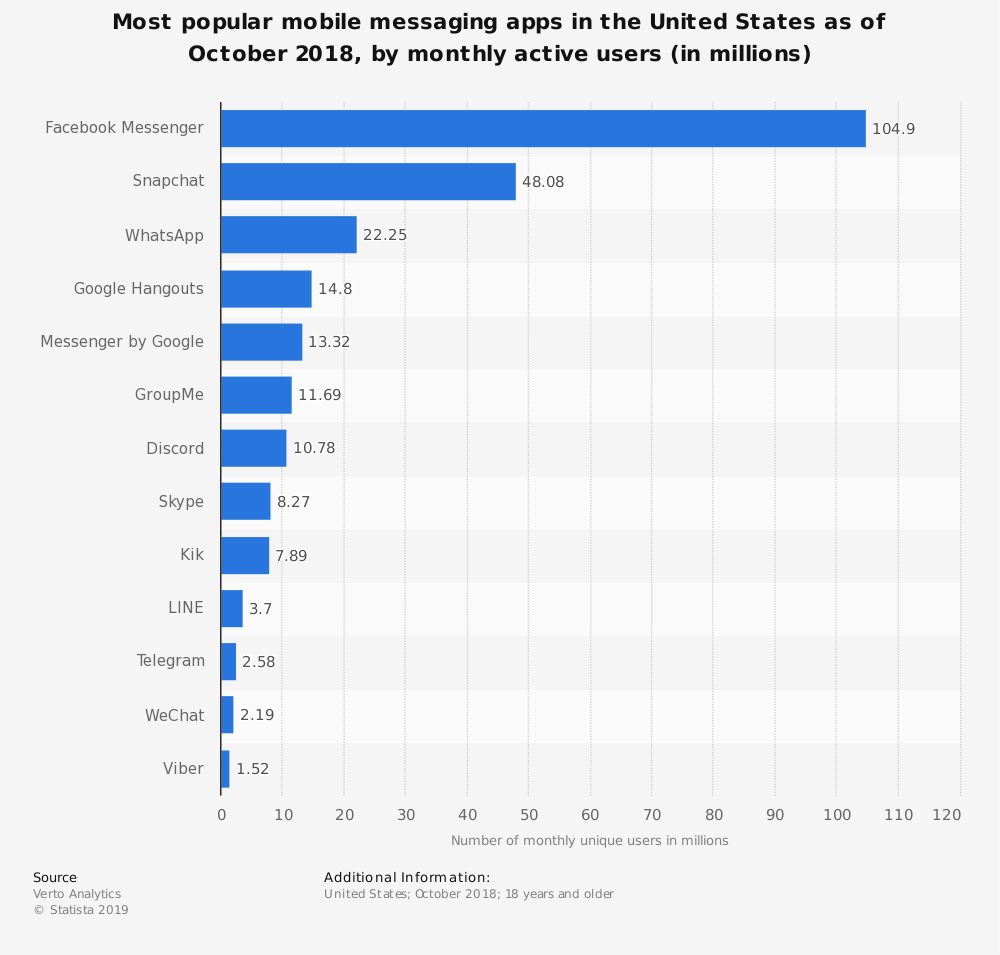 Most popular mobile messaging apps in the United States as of
October 2018, by monthly active users (in millions)
Facebook Messenger 104.9
Snapchat 48.08
WhatsApp 22.25
Google Hangouts 14.8
Messenger by Google 13.32
GroupMe 11.69
Discord 10.78
Skype 8.27
Kik 7.89
LINE 3.7
Telegram 2.58
WeChat 2.19
Viber 1.52
0 10 20 30 40 50 60 70 80 90 100 110 120
Number of monthly unique users in millions
Source
Verto Analytics
© Statista 2019
Additional Information:
United States; October 2018; 18 years and older